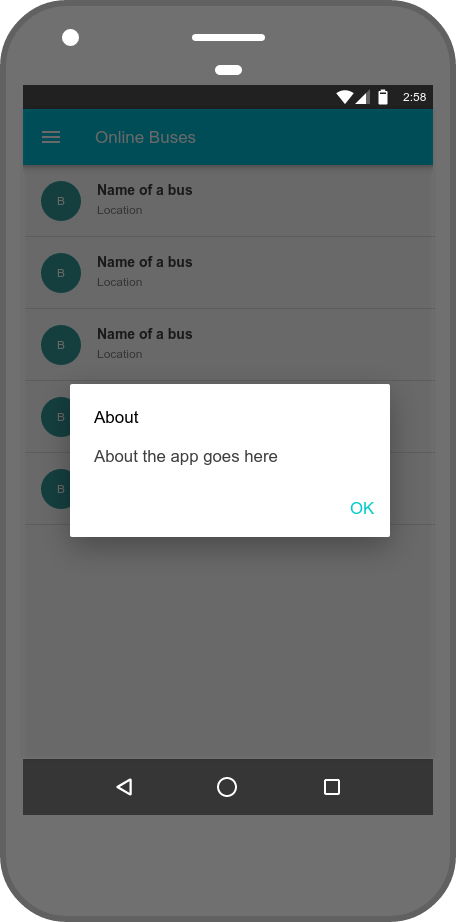 2:58
Online Buses
B
Name of a bus
Location
B
Name of a bus
Location
B
Name of a bus
Location
B
B
About
About the app goes here
OK